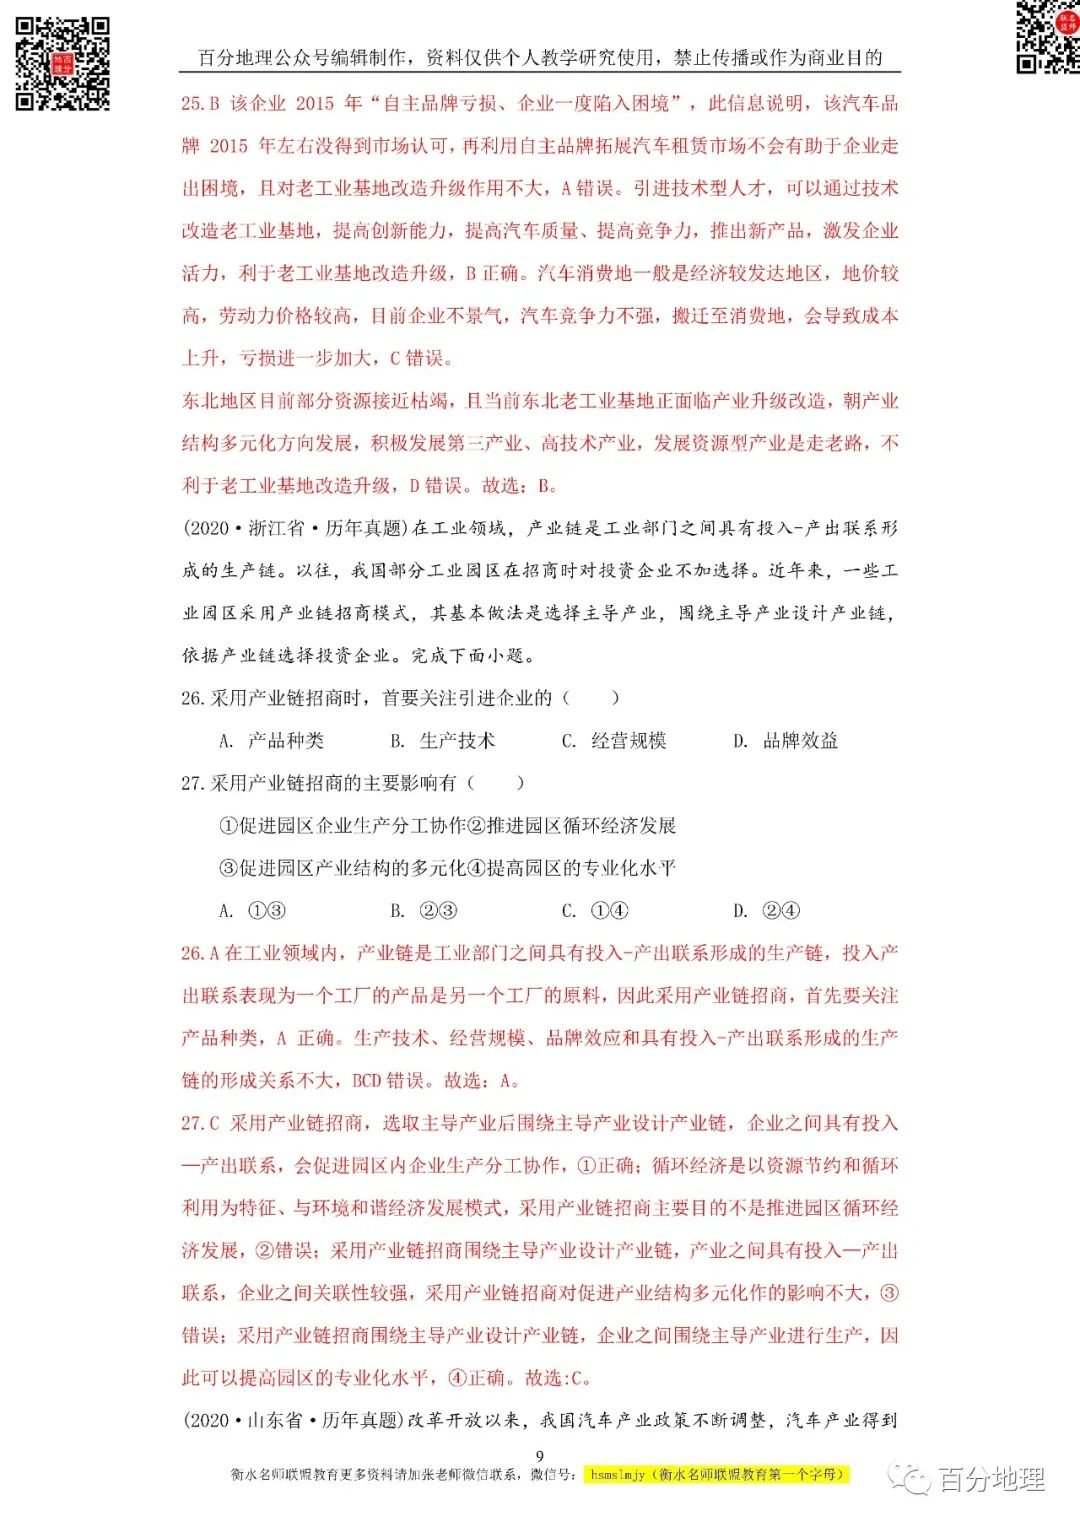 百分地理公众号编辑制作，资料仅供个人教学研究使用，禁止传播或作为商业目的
25.B 该企业 2015 年“自主品牌亏损、企业一度陷入困境”，此信息说明，该汽车品
牌 2015 年左右没得到市场认可，再利用自主品牌拓展汽车租赁市场不会有助于企业走
出困境，且对老工业基地改造升级作用不大，A 错误。引进技术型人才，可以通过技术
改造老工业基地，提高创新能力，提高汽车质量、提高竞争力，推出新产品，激发企业
活力，利于老工业基地改造升级，B 正确。汽车消费地一般是经济较发达地区，地价较
高，劳动力价格较高，目前企业不景气，汽车竞争力不强，搬迁至消费地，会导致成本
上升，亏损进一步加大，C 错误。
东北地区目前部分资源接近枯竭，且当前东北老工业基地正面临产业升级改造，朝产业
结构多元化方向发展，积极发展第三产业、高技术产业，发展资源型产业是走老路，不
利于老工业基地改造升级，D 错误。故选：B。
(2020·浙江省·历年真题)在工业领域，产业链是工业部门之间具有投入-产出联系形
成的生产链。以往，我国部分工业园区在招商时对投资企业不加选择。近年来，一些工
业园区采用产业链招商模式，其基本做法是选择主导产业，围绕主导产业设计产业链，
依据产业链选择投资企业。完成下面小题。
26.采用产业链招商时，首要关注引进企业的（　　）
A. 产品种类 B. 生产技术 C. 经营规模 D. 品牌效益
27.采用产业链招商的主要影响有（　　）
①促进园区企业生产分工协作②推进园区循环经济发展
③促进园区产业结构的多元化④提高园区的专业化水平
A. ①③ B. ②③ C. ①④ D. ②④
26.A在工业领域内，产业链是工业部门之间具有投入-产出联系形成的生产链，投入产
出联系表现为一个工厂的产品是另一个工厂的原料，因此采用产业链招商，首先要关注
产品种类，A 正确。生产技术、经营规模、品牌效应和具有投入-产出联系形成的生产
链的形成关系不大，BCD 错误。故选：A。
27.C 采用产业链招商，选取主导产业后围绕主导产业设计产业链，企业之间具有投入
—产出联系，会促进园区内企业生产分工协作，①正确；循环经济是以资源节约和循环
利用为特征、与环境和谐经济发展模式，采用产业链招商主要目的不是推进园区循环经
济发展，②错误；采用产业链招商围绕主导产业设计产业链，产业之间具有投入—产出
联系，企业之间关联性较强，采用产业链招商对促进产业结构多元化作的影响不大，③
错误；采用产业链招商围绕主导产业设计产业链，企业之间围绕主导产业进行生产，因
此可以提高园区的专业化水平，④正确。故选:C。
(2020·山东省·历年真题)改革开放以来，我国汽车产业政策不断调整，汽车产业得到
9
衡水名师联盟教育更多资料请加张老师微信联系，微信号： hsmslmjy（衡水名师联盟教育第一个字母）
百分地理